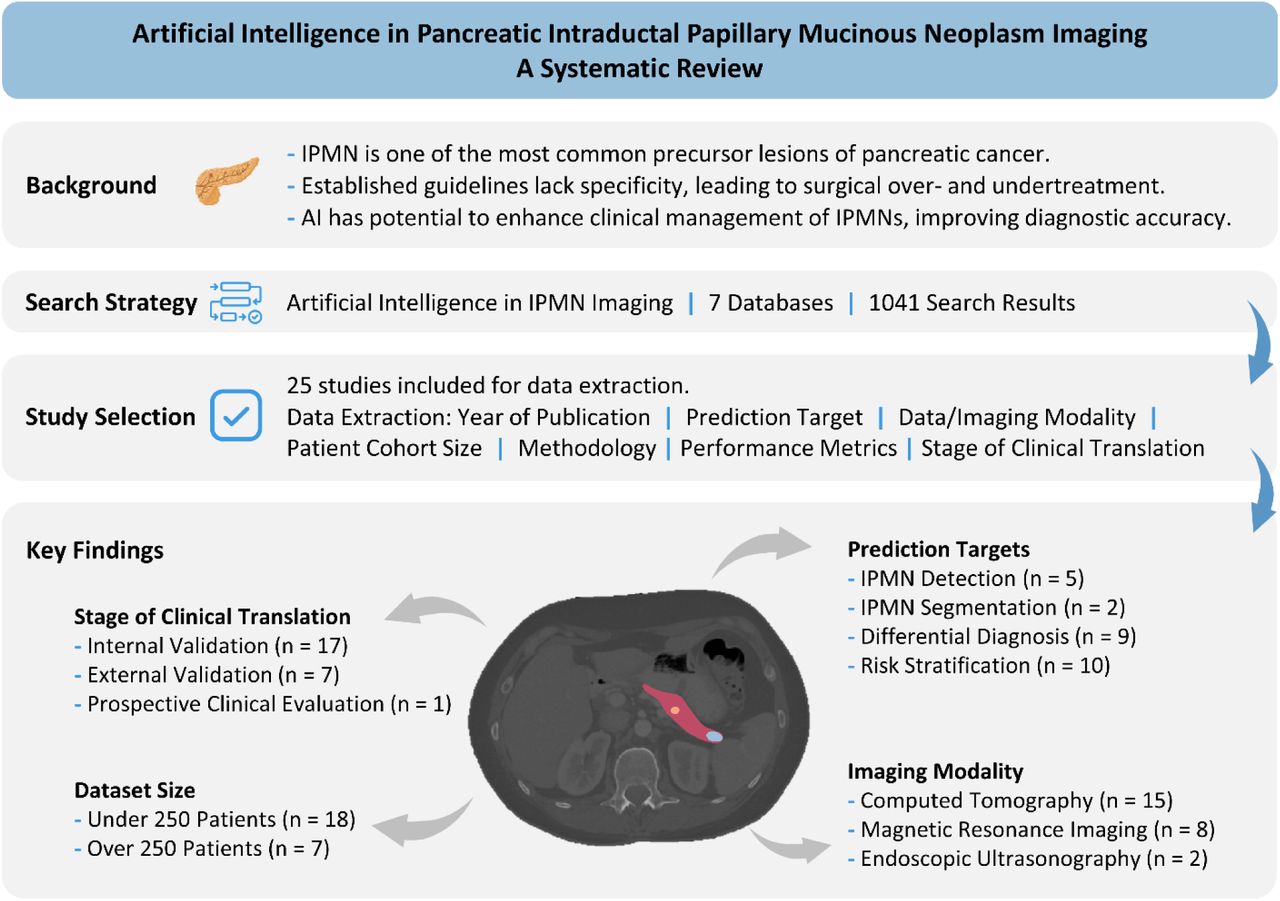 Artificial Intelligence in Pancreatic Intraductal Papillary Mucinous Neoplasm Imaging
A Systematic Review
Background
- IPMN is one of the most common precursor lesions of pancreatic cancer.
- Established guidelines lack specificity, leading to surgical over- and undertreatment.
- AI has potential to enhance clinical management of IPMNs, improving diagnostic accuracy.
Search Strategy
Artificial Intelligence in IPMN Imaging | 7 Databases | 1041 Search Results
Study Selection
25 studies included for data extraction.
Data Extraction: Year of Publication | Prediction Target | Data/Imaging Modality |
Patient Cohort Size | Methodology | Performance Metrics | Stage of Clinical Translation
Key Findings
Stage of Clinical Translation
- Internal Validation (n = 17)
- External Validation (n = 7)
- Prospective Clinical Evaluation (n = 1)
Dataset Size
- Under 250 Patients (n = 18)
- Over 250 Patients (n = 7)
Prediction Targets
- IPMN Detection (n = 5)
- IPMN Segmentation (n = 2)
- Differential Diagnosis (n = 9)
- Risk Stratification (n = 10)
Imaging Modality
- Computed Tomography (n = 15)
- Magnetic Resonance Imaging (n = 8)
- Endoscopic Ultrasonography (n = 2)